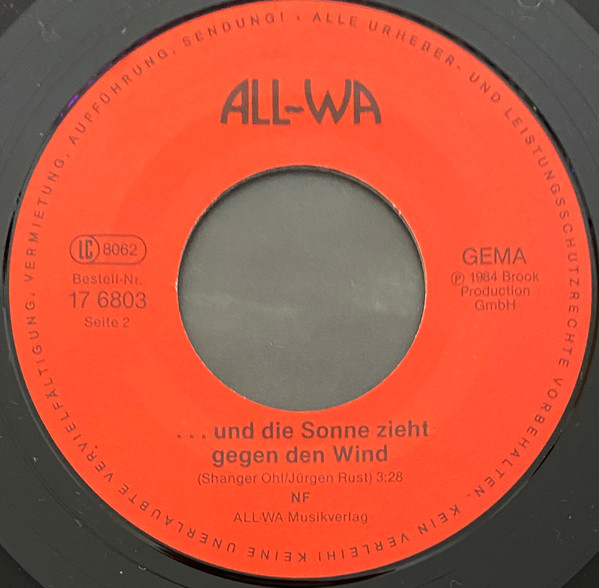 ALLE URHEBER- UND LEISTUNGSSCHUTZRECHTE VORBEHALTEN. KEIN VERLEIH! KEINE UNERLAUBTE VERVIELFÄLTIGUNG, VERMIETUNG, AUFFÜHRUNG, SENDUNG! •
ALL-WA
LC 8062
Bestell-Nr.
17 6803
Seite 2
GEMA
Ⓟ 1984 Brook
Production
GmbH
... und die Sonne zieht
gegen den Wind
(Shanger Ohl/Jürgen Rust) 3:28
NF
ALL-WA Musikverlag